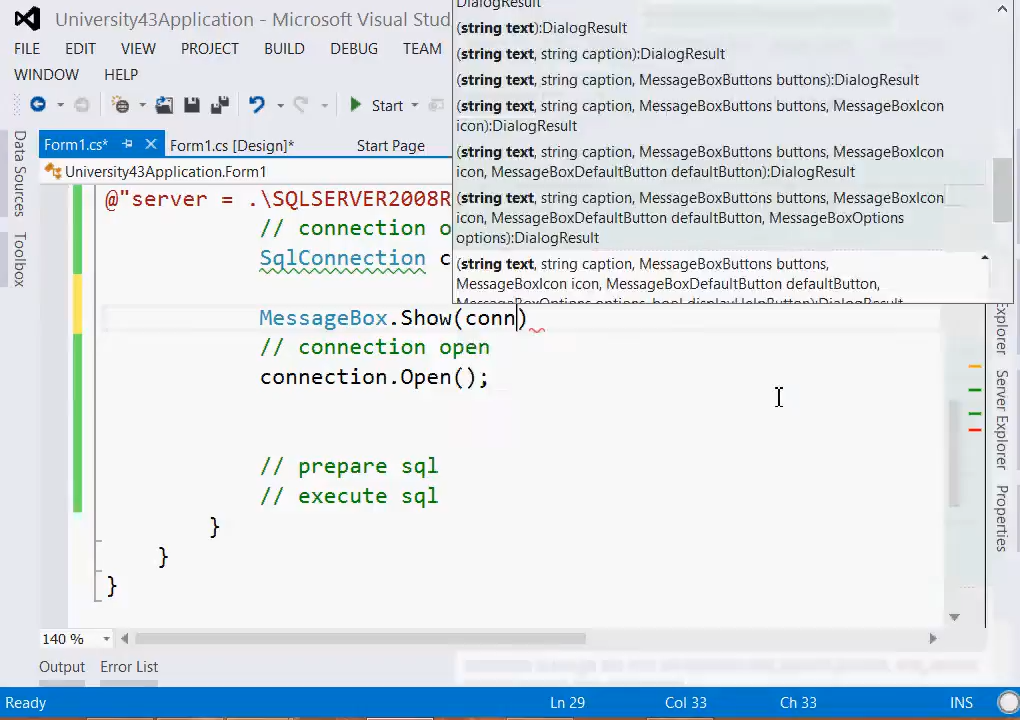 University43Application - Microsoft Visual Stud
FILE EDIT VIEW PROJECT BUILD DEBUG TEAM
WINDOW HELP
Start
Form1.cs* Form1.cs [Design]* Start Page
University43Application.Form1
Data Sources
Toolbox
DialogResult
(string text):DialogResult
(string text, string caption):DialogResult
(string text, string caption, MessageBoxButtons buttons):DialogResult
(string text, string caption, MessageBoxButtons buttons, MessageBoxIcon
icon):DialogResult
(string text, string caption, MessageBoxButtons buttons, MessageBoxIcon
icon, MessageBoxDefaultButton defaultButton):DialogResult
(string text, string caption, MessageBoxButtons buttons, MessageBoxIcon
icon, MessageBoxDefaultButton defaultButton, MessageBoxOptions
options):DialogResult
(string text, string caption, MessageBoxButtons buttons,
MessageBoxIcon icon, MessageBoxDefaultButton defaultButton,
MessageBoxOptions options, bool displayHelpButton):DialogResult
@"server = .\SQLSERVER2008R
// connection o
SqlConnection c
MessageBox.Show(conn)
// connection open
connection.Open();
// prepare sql
// execute sql
}
}
}
Explorer
Server Explorer
Properties
140 %
Output Error List
Ready Ln 29 Col 33 Ch 33 INS